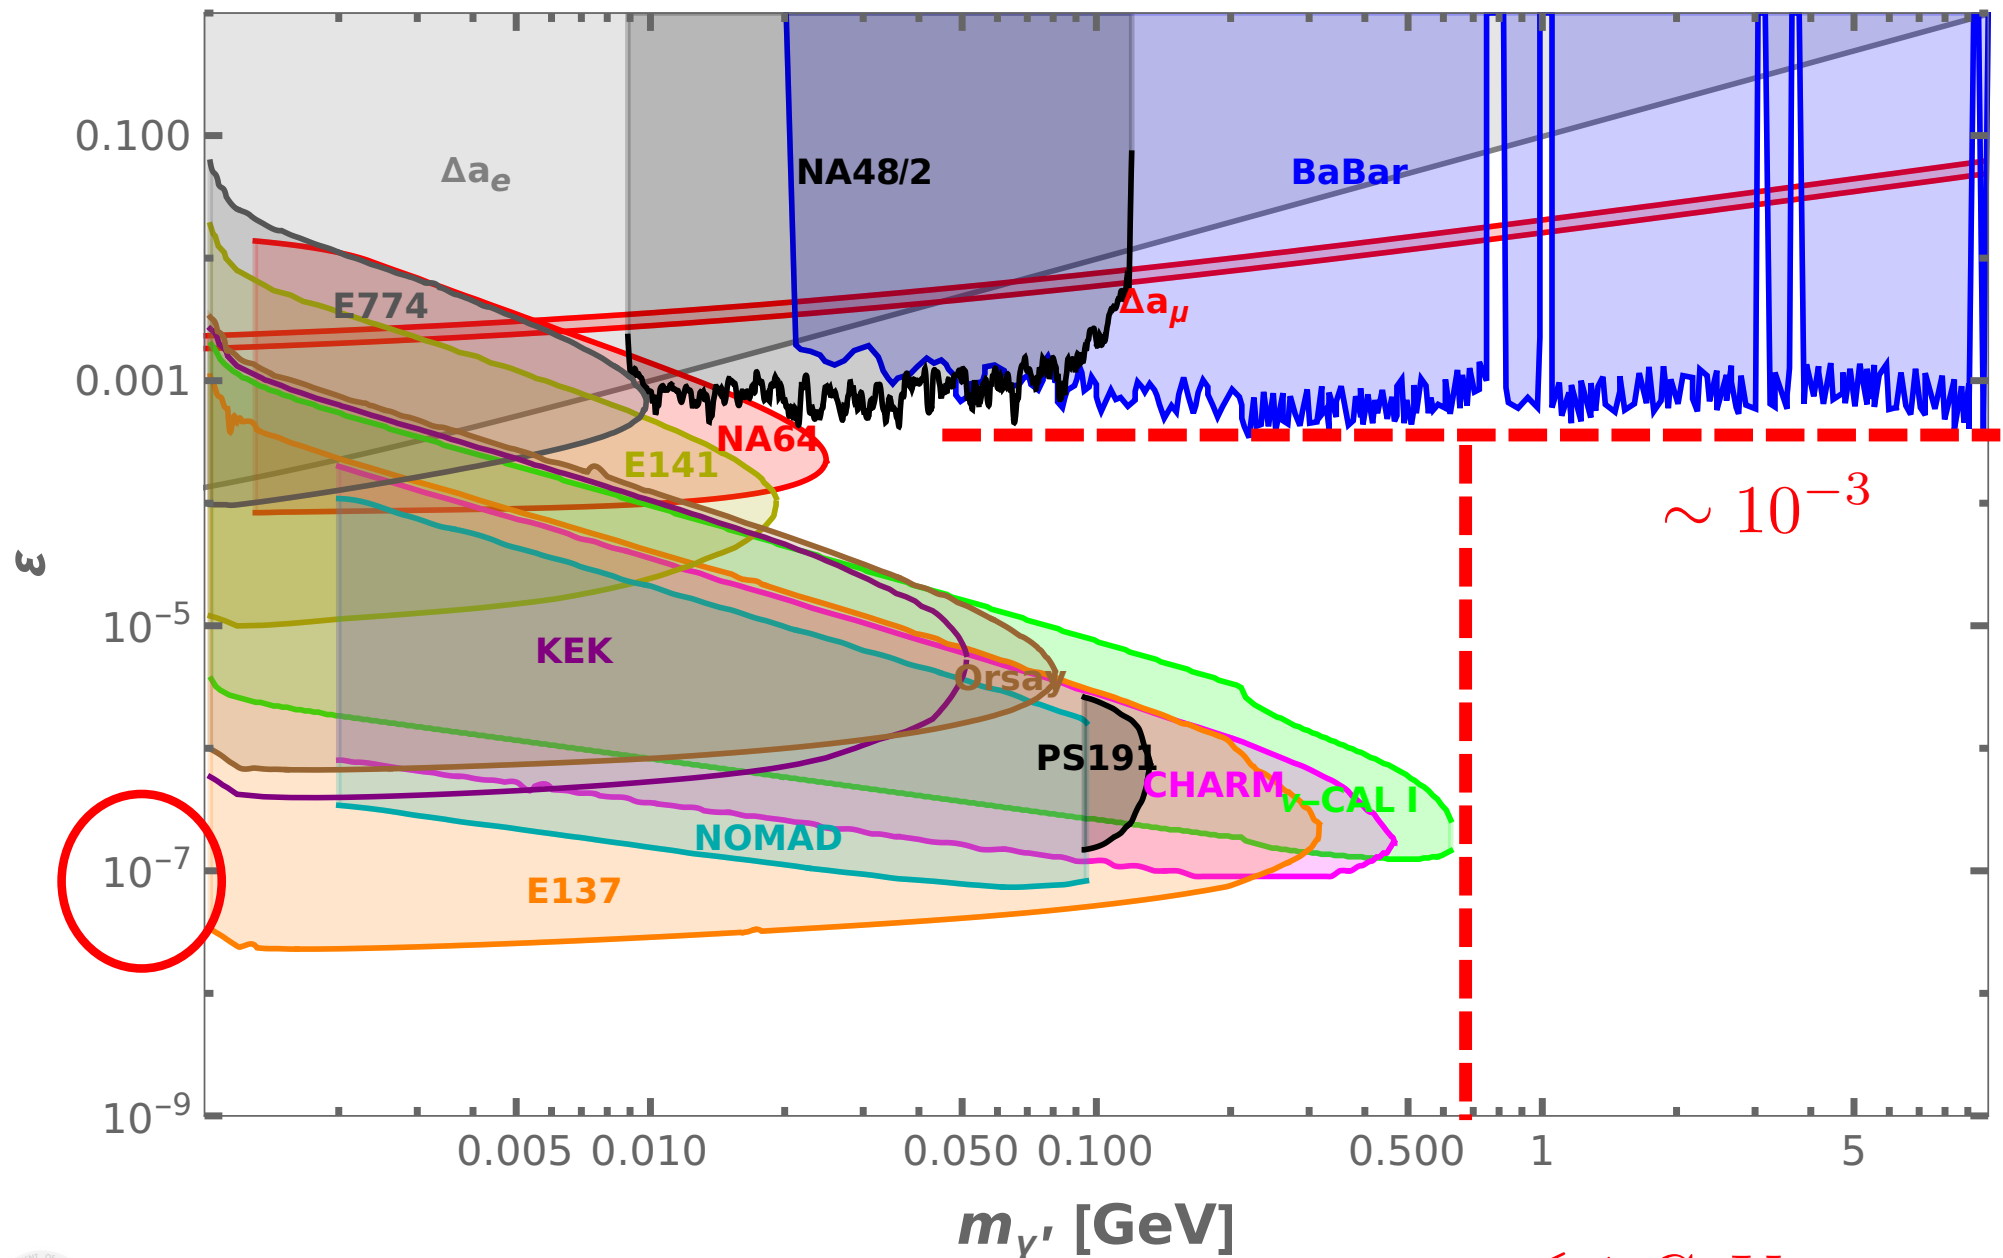 0.100
0.001
10⁻⁵
10⁻⁷
10⁻⁹
ε
Δaₑ
NA48/2
BaBar
E774
Δa_μ
NA64
E141
∼ 10⁻³
KEK
Orsay
PS191
CHARM
ν–CAL I
NOMAD
E137
0.005 0.010 0.050 0.100 0.500 1 5
m_γ′ [GeV]